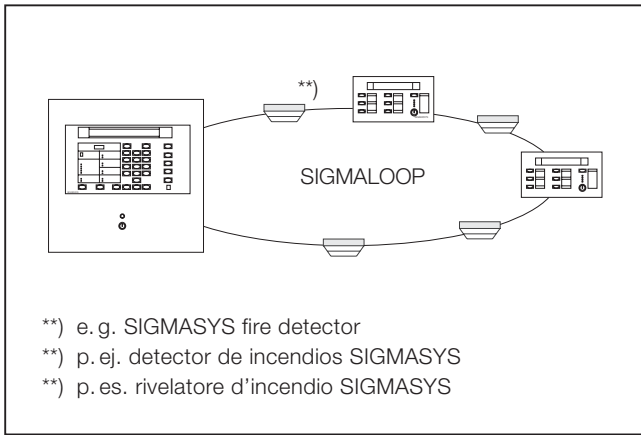 **)
SIGMALOOP
**) e. g. SIGMASYS fire detector
**) p. ej. detector de incendios SIGMASYS
**) p. es. rivelatore d’incendio SIGMASYS